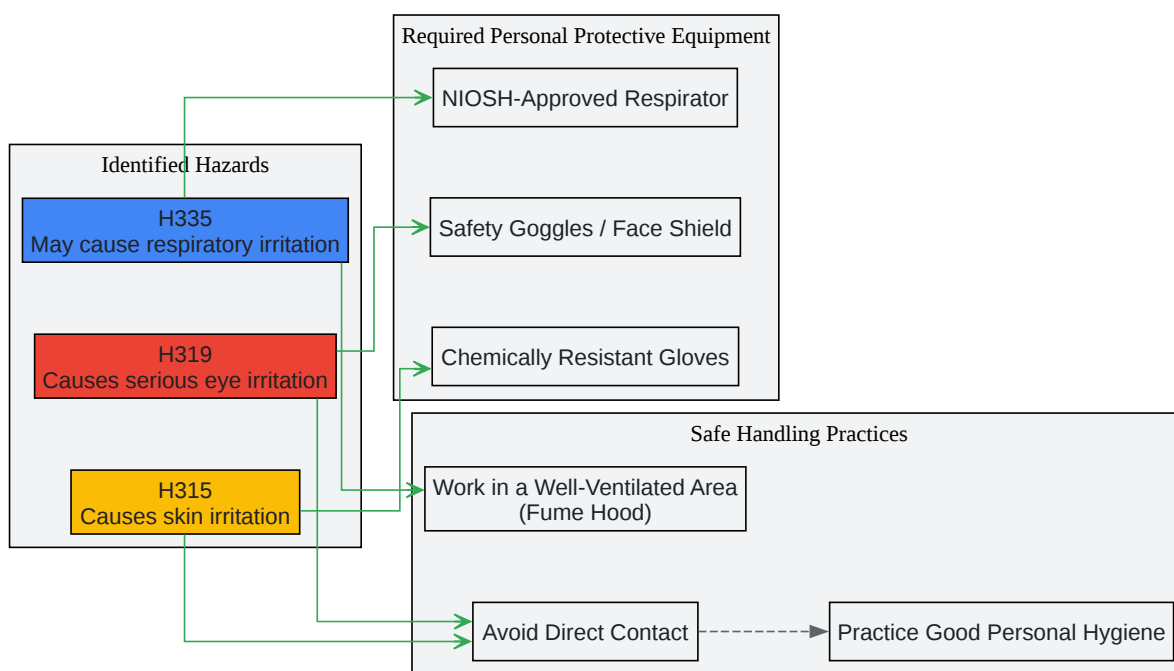 Required Personal Protective Equipment
NIOSH-Approved Respirator
Identified Hazards
H335
May cause respiratory irritation
Safety Goggles / Face Shield
H319
Causes serious eye irritation
Chemically Resistant Gloves
Safe Handling Practices
H315
Causes skin irritation
Work in a Well-Ventilated Area
(Fume Hood)
Avoid Direct Contact
Practice Good Personal Hygiene